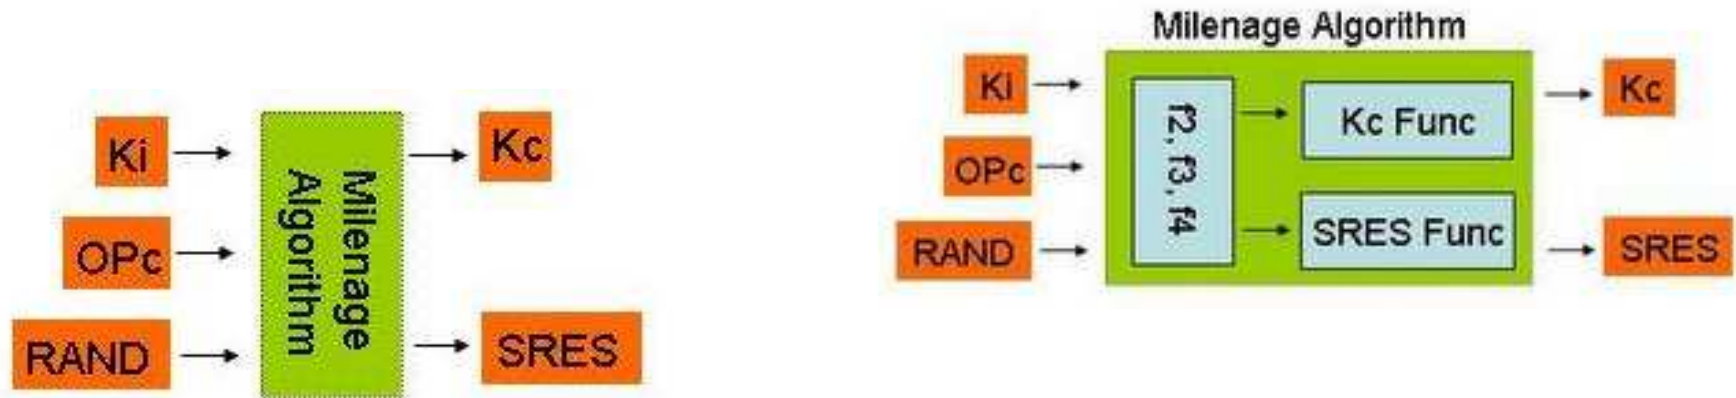 Ki
OPc
RAND
Milenage
Algorithm
Kc
SRES
Milenage Algorithm
Ki
OPc
RAND
f2, f3, f4
Kc Func
SRES Func
Kc
SRES